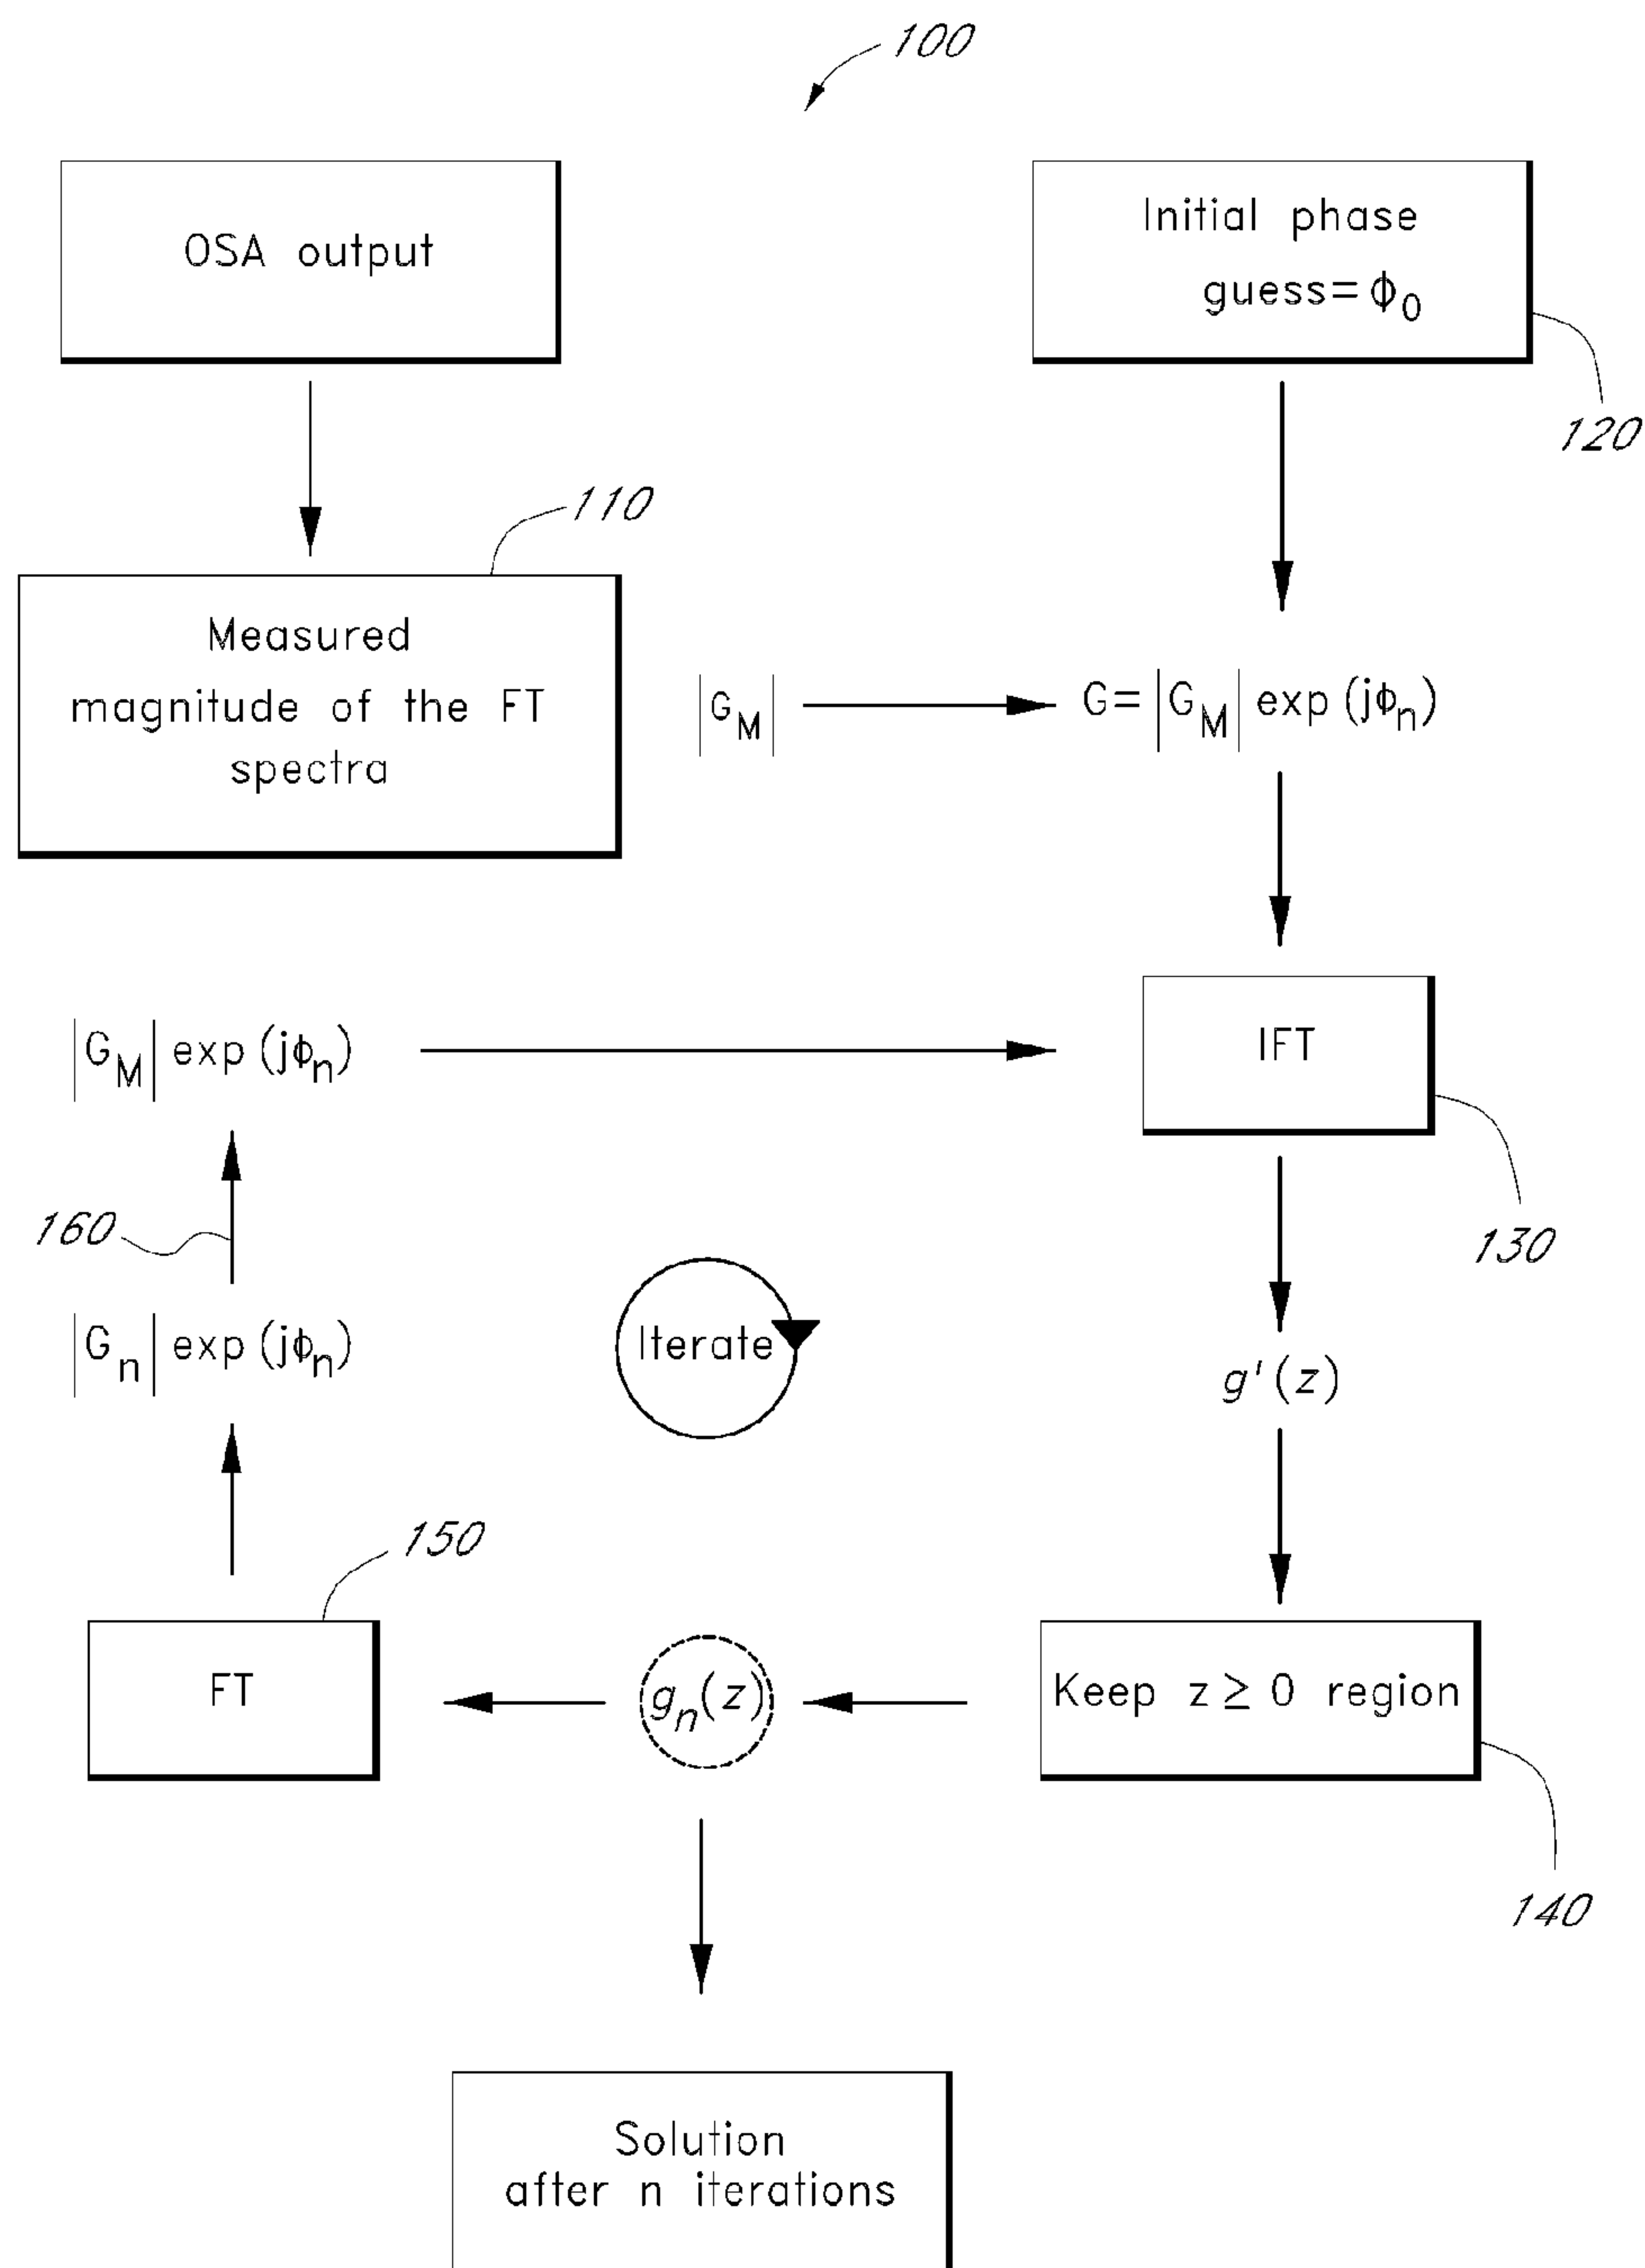 100
OSA output
Initial phase
guess=ϕ0
120
110
Measured
magnitude of the FT
spectra
|GM|
G=|GM| exp(jϕn)
|GM| exp(jϕn)
IFT
130
160
|Gn| exp(jϕn)
Iterate
g'(z)
150
FT
gn(z)
Keep z ≥ 0 region
140
Solution
after n iterations